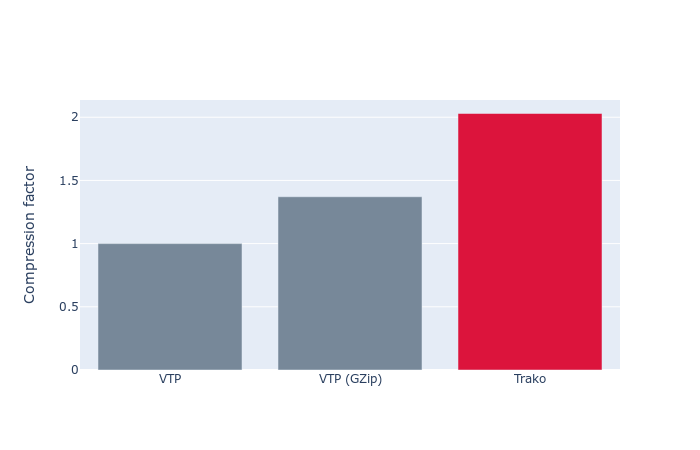 Compression factor
2
1.5
1
0.5
0
VTP
VTP (GZip)
Trako